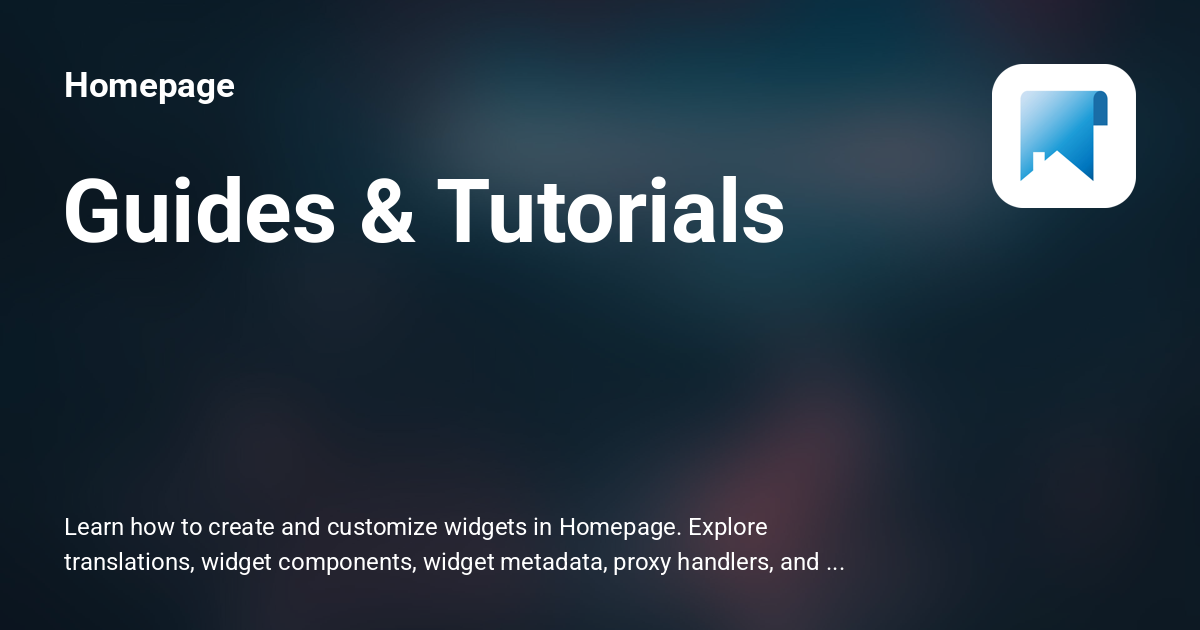 Homepage
Guides & Tutorials
Learn how to create and customize widgets in Homepage. Explore
translations, widget components, widget metadata, proxy handlers, and ...